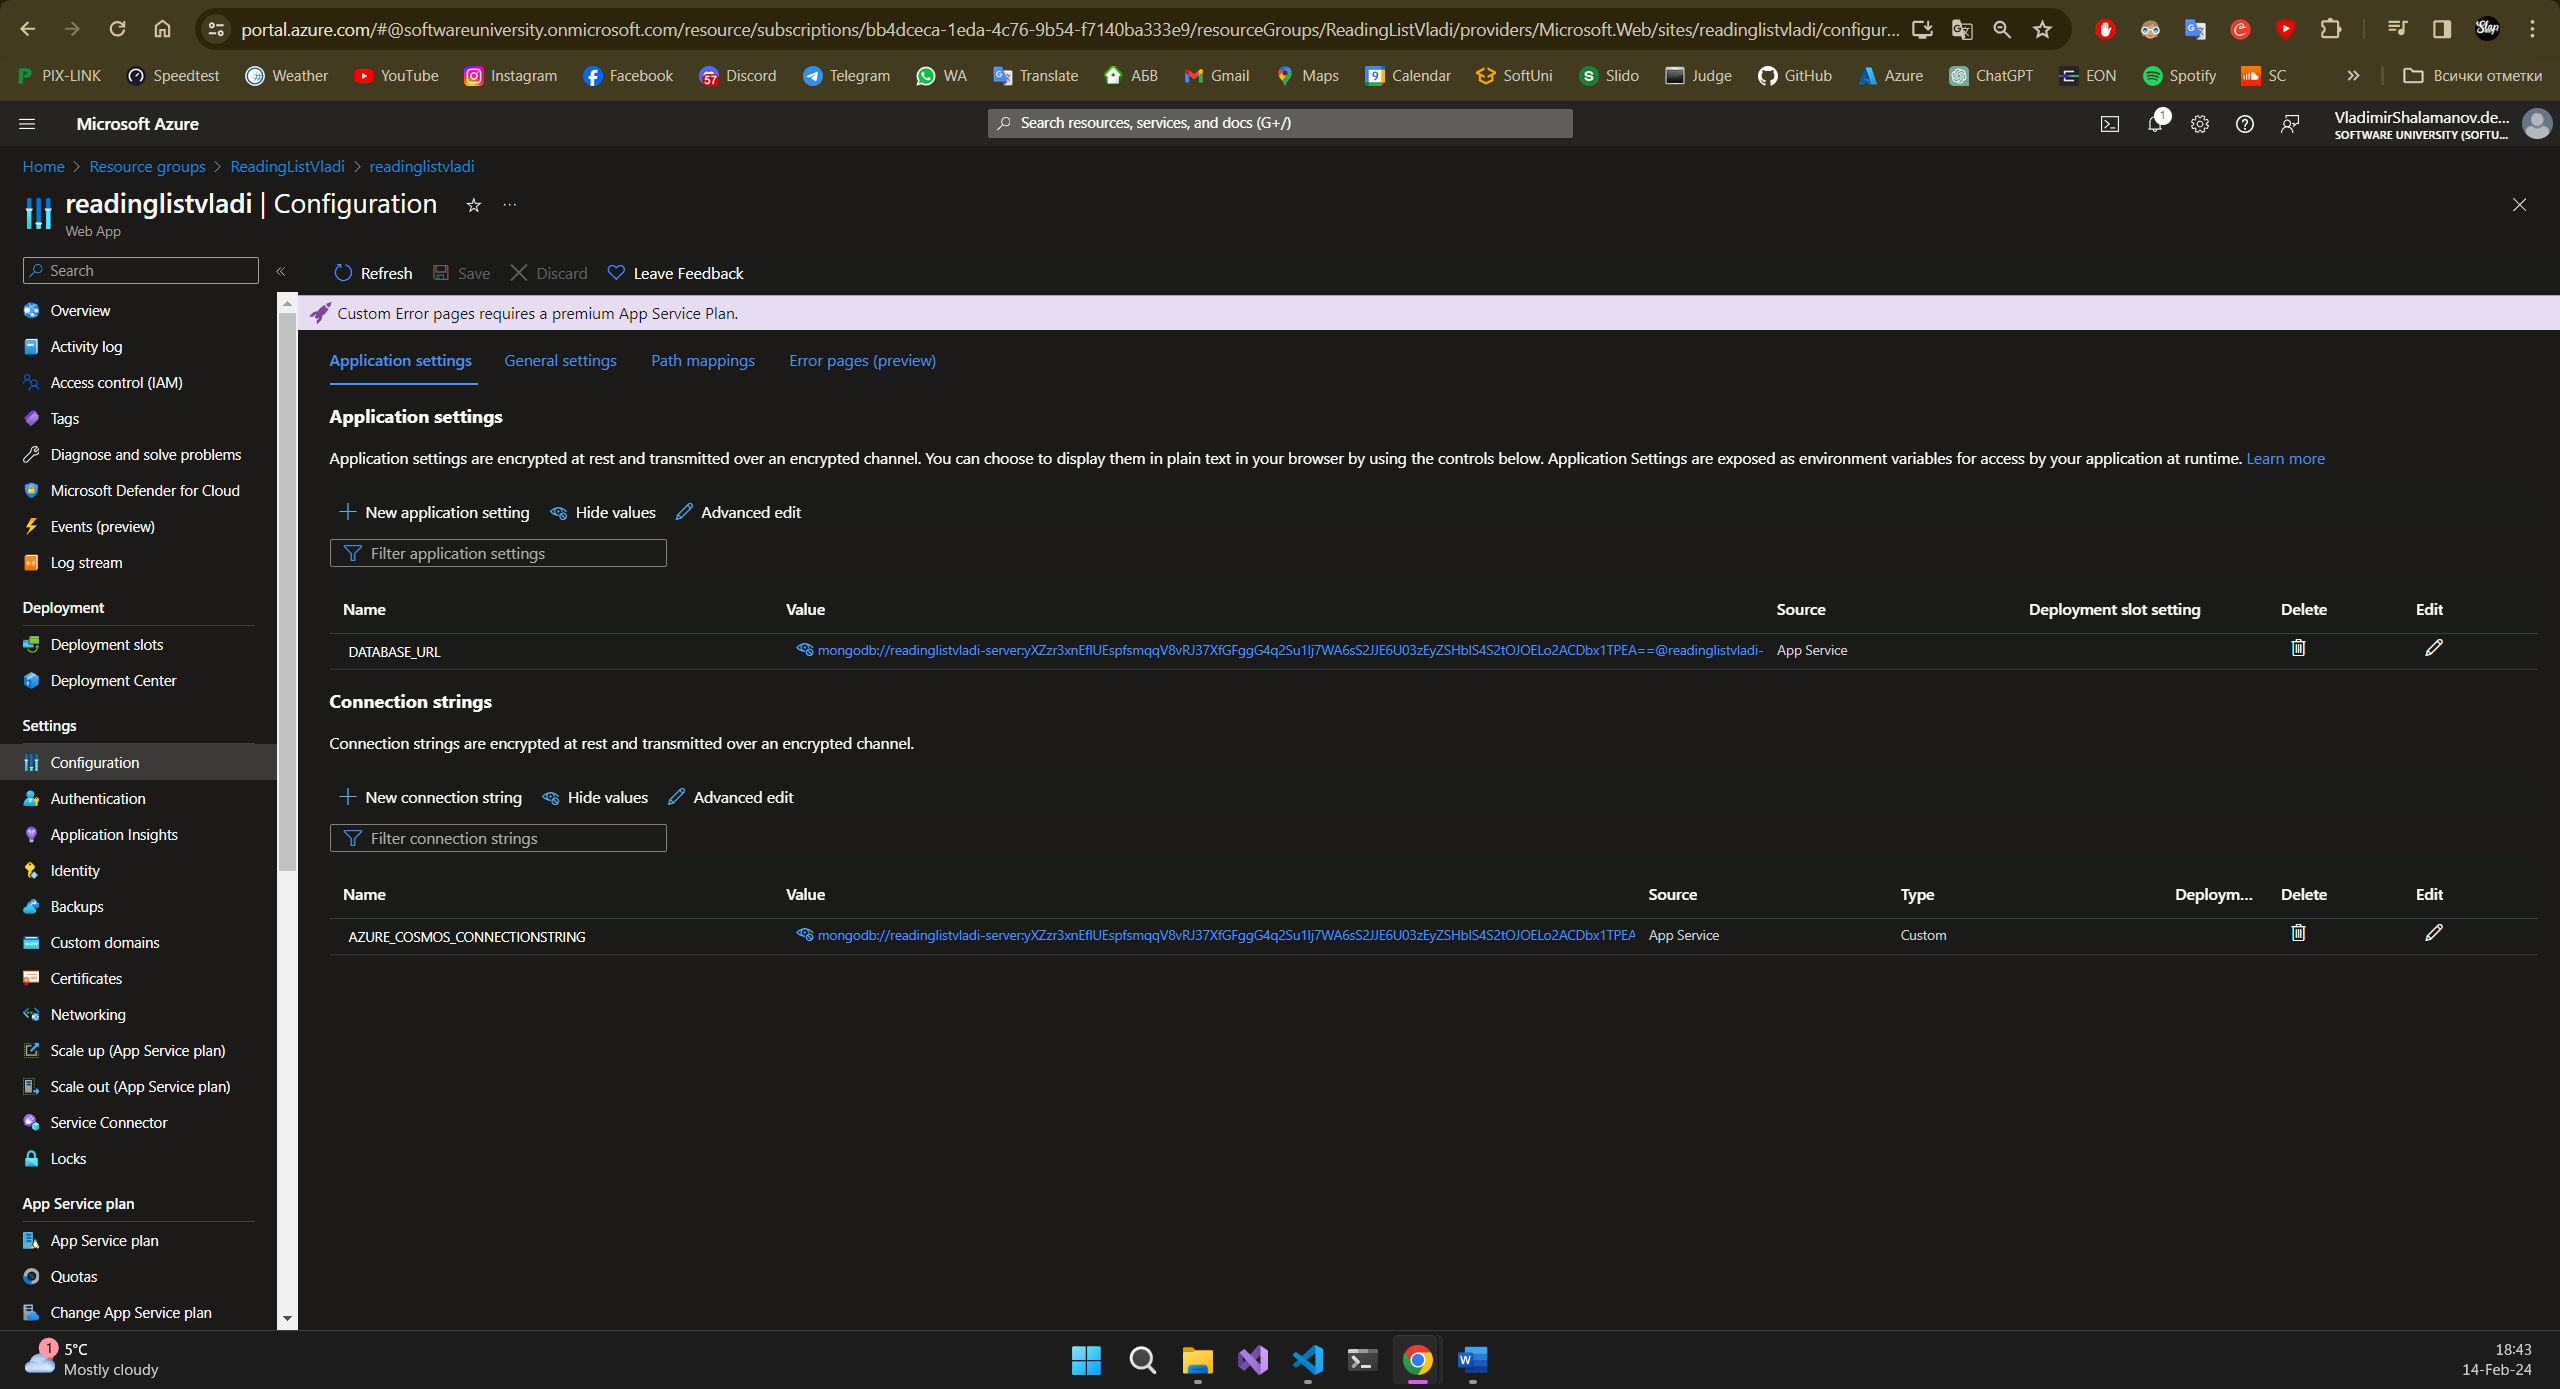 portal.azure.com/#@softwareuniversity.onmicrosoft.com/resource/subscriptions/bb4dceca-1eda-4c76-9b54-f7140ba333e9/resourceGroups/ReadingListVladi/providers/Microsoft.Web/sites/readinglistvladi/configur...
PIX-LINK Speedtest Weather YouTube Instagram Facebook 57 Discord Telegram WA Translate АБВ Gmail Maps 9 Calendar SoftUni S Slido Judge GitHub Azure ChatGPT EON Spotify SC » Всички отметки
Microsoft Azure
Search resources, services, and docs (G+/)
1
VladimirShalamanov.de...
SOFTWARE UNIVERSITY (SOFTU...
Home > Resource groups > ReadingListVladi > readinglistvladi
readinglistvladi | Configuration ☆ ...
Web App
Search «
Refresh Save Discard Leave Feedback
Custom Error pages requires a premium App Service Plan.
Overview
Activity log
Access control (IAM)
Tags
Diagnose and solve problems
Microsoft Defender for Cloud
Events (preview)
Log stream
Deployment
Deployment slots
Deployment Center
Settings
Configuration
Authentication
Application Insights
Identity
Backups
Custom domains
Certificates
Networking
Scale up (App Service plan)
Scale out (App Service plan)
Service Connector
Locks
App Service plan
App Service plan
Quotas
Change App Service plan
Application settings General settings Path mappings Error pages (preview)
Application settings
Application settings are encrypted at rest and transmitted over an encrypted channel. You can choose to display them in plain text in your browser by using the controls below. Application Settings are exposed as environment variables for access by your application at runtime. Learn more
New application setting Hide values Advanced edit
Filter application settings
Name Value Source Deployment slot setting Delete Edit
DATABASE_URL App Service
Connection strings
Connection strings are encrypted at rest and transmitted over an encrypted channel.
New connection string Hide values Advanced edit
Filter connection strings
Name Value Source Type Deploym... Delete Edit
AZURE_COSMOS_CONNECTIONSTRING App Service Custom
1
5°C
Mostly cloudy
18:43
14-Feb-24